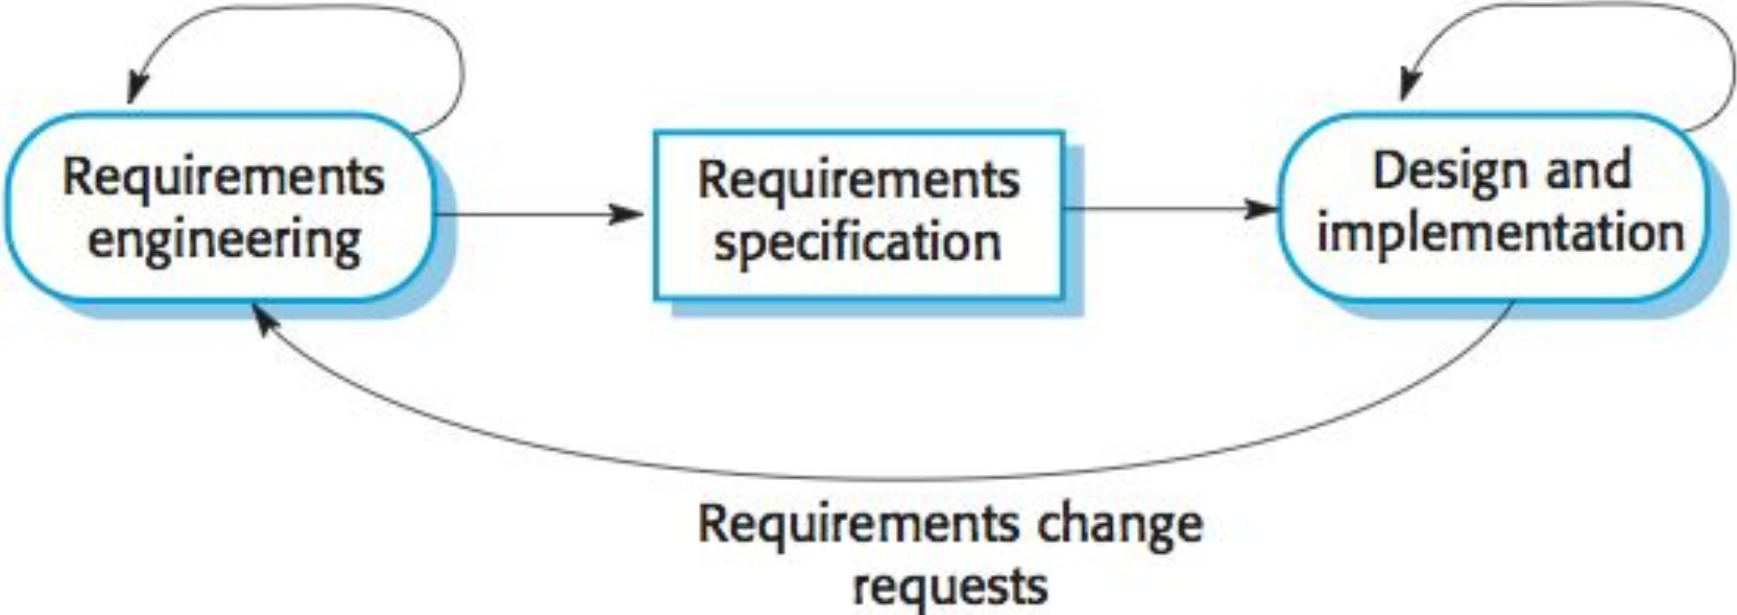 Requirements
engineering
Requirements
specification
Design and
implementation
Requirements change
requests